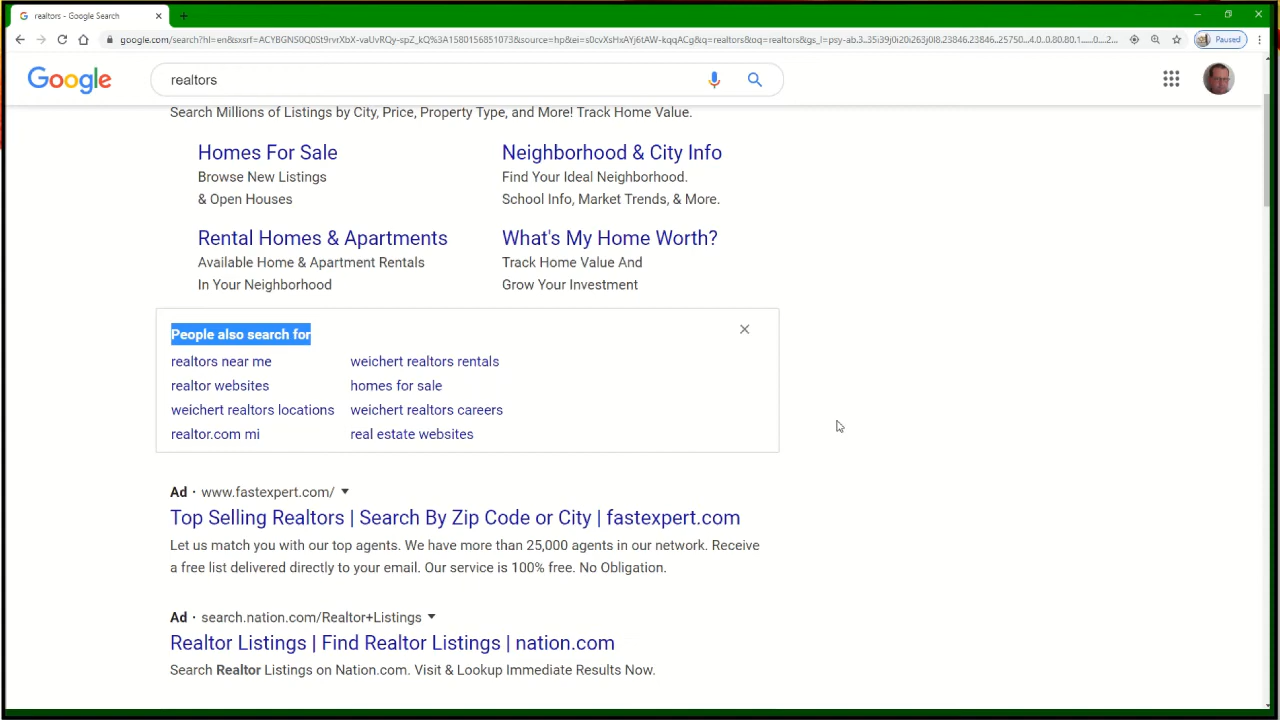 realtors - Google Search
Paused
Google
realtors
Search Millions of Listings by City, Price, Property Type, and More! Track Home Value.
Homes For Sale
Browse New Listings
& Open Houses
Neighborhood & City Info
Find Your Ideal Neighborhood.
School Info, Market Trends, & More.
Rental Homes & Apartments
Available Home & Apartment Rentals
In Your Neighborhood
What's My Home Worth?
Track Home Value And
Grow Your Investment
People also search for
realtors near me
weichert realtors rentals
realtor websites
homes for sale
weichert realtors locations
weichert realtors careers
realtor.com mi
real estate websites
Ad · www.fastexpert.com/
Top Selling Realtors | Search By Zip Code or City | fastexpert.com
Let us match you with our top agents. We have more than 25,000 agents in our network. Receive
a free list delivered directly to your email. Our service is 100% free. No Obligation.
Ad · search.nation.com/Realtor+Listings
Realtor Listings | Find Realtor Listings | nation.com
Search Realtor Listings on Nation.com. Visit & Lookup Immediate Results Now.